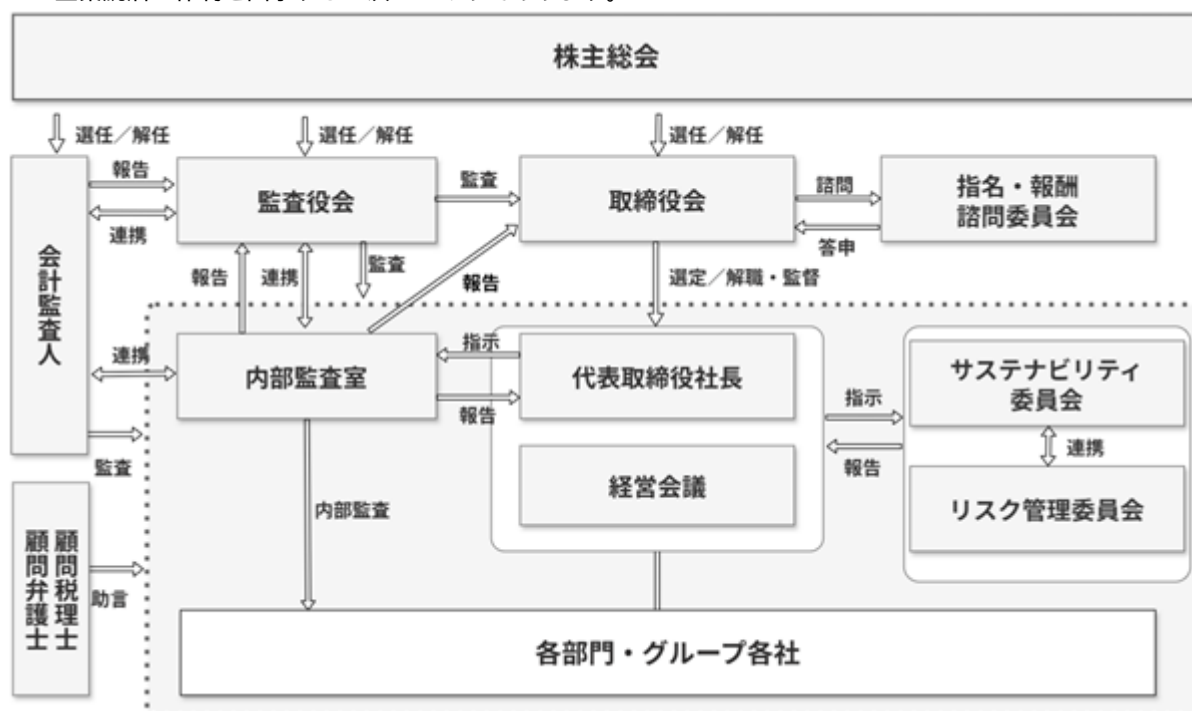 株主総会
選任／解任
選任／解任
選任／解任
報告
監査役会
監査
取締役会
諮問
指名・報酬
諮問委員会
連携
答申
会計監査人
報告
連携
監査
報告
選定／解職・監督
連携
内部監査室
指示
代表取締役社長
サステナビリティ
委員会
報告
指示
連携
監査
経営会議
報告
リスク管理委員会
内部監査
顧問税理士
顧問弁護士
助言
各部門・グループ各社